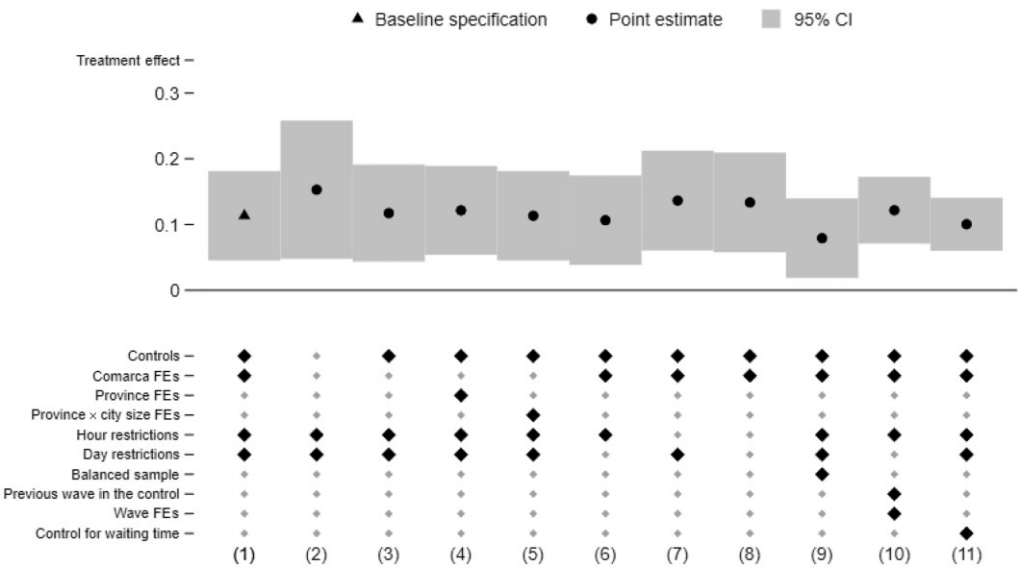 Baseline specification Point estimate 95% CI
Treatment effect
0.3
0.2
0.1
0
Controls
Comarca FEs
Province FEs
Province × city size FEs
Hour restrictions
Day restrictions
Balanced sample
Previous wave in the control
Wave FEs
Control for waiting time
(1) (2) (3) (4) (5) (6) (7) (8) (9) (10) (11)